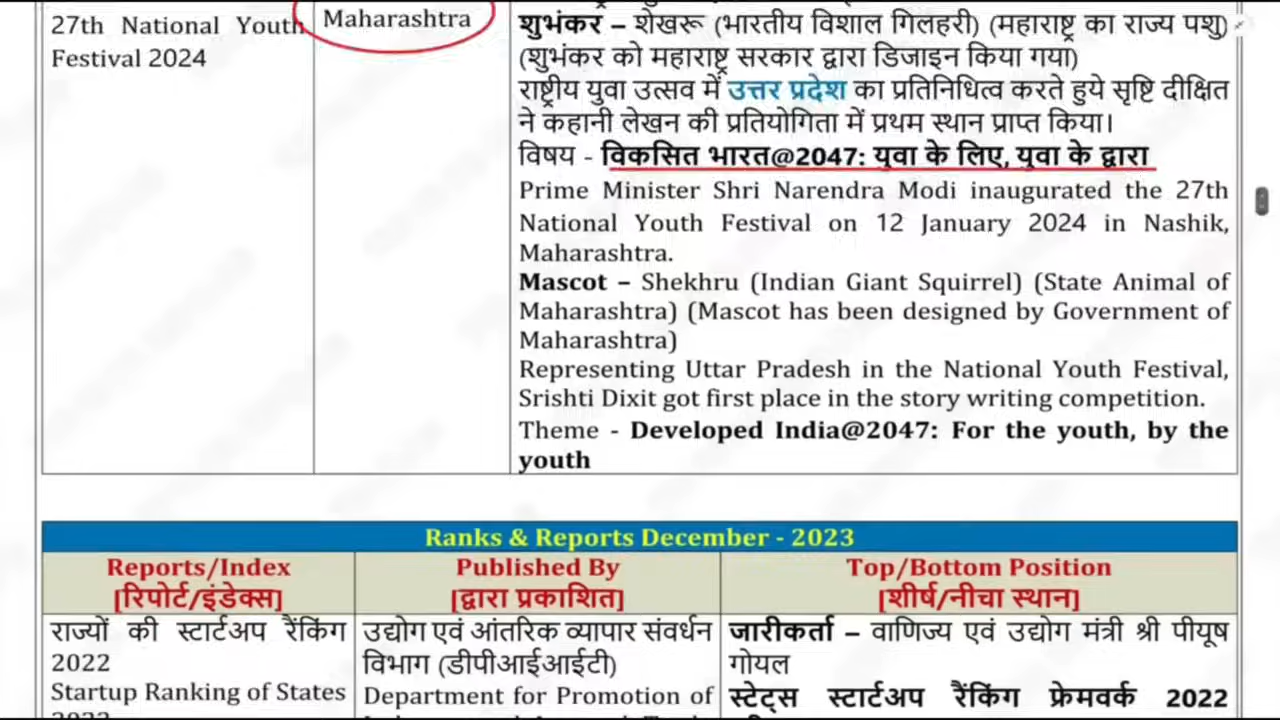 27th National Youth
Festival 2024
Maharashtra
शुभंकर – शेखरू (भारतीय विशाल गिलहरी) (महाराष्ट्र का राज्य पशु)
(शुभंकर को महाराष्ट्र सरकार द्वारा डिजाइन किया गया)
राष्ट्रीय युवा उत्सव में उत्तर प्रदेश का प्रतिनिधित्व करते हुये सृष्टि दीक्षित
ने कहानी लेखन की प्रतियोगिता में प्रथम स्थान प्राप्त किया।
विषय - विकसित भारत@2047: युवा के लिए, युवा के द्वारा
Prime Minister Shri Narendra Modi inaugurated the 27th
National Youth Festival on 12 January 2024 in Nashik,
Maharashtra.
Mascot – Shekhru (Indian Giant Squirrel) (State Animal of
Maharashtra) (Mascot has been designed by Government of
Maharashtra)
Representing Uttar Pradesh in the National Youth Festival,
Srishti Dixit got first place in the story writing competition.
Theme - Developed India@2047: For the youth, by the
youth
Ranks & Reports December - 2023
Reports/Index
[रिपोर्ट/इंडेक्स]
Published By
[द्वारा प्रकाशित]
Top/Bottom Position
[शीर्ष/नीचा स्थान]
राज्यों की स्टार्टअप रैंकिंग
2022
Startup Ranking of States
उद्योग एवं आंतरिक व्यापार संवर्धन
विभाग (डीपीआईआईटी)
Department for Promotion of
जारीकर्ता – वाणिज्य एवं उद्योग मंत्री श्री पीयूष
गोयल
स्टेट्स स्टार्टअप रैंकिंग फ्रेमवर्क 2022